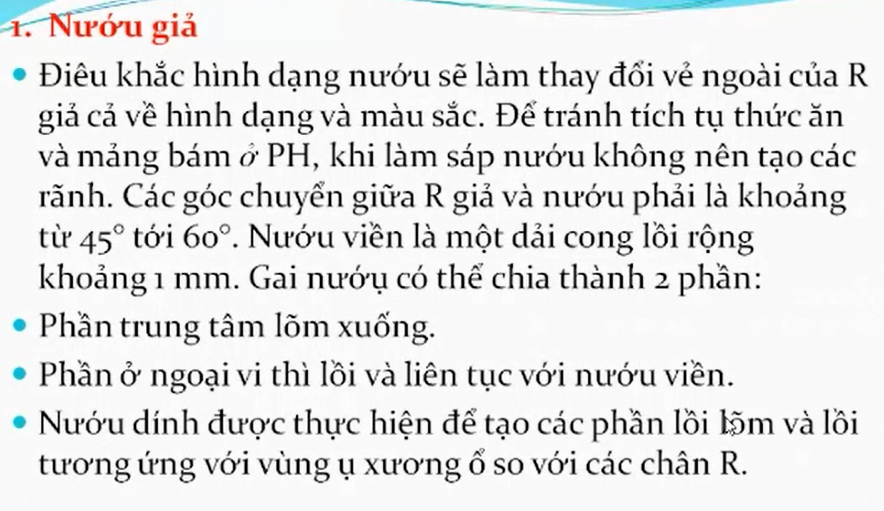 1. Nướu giả
• Điêu khắc hình dạng nướu sẽ làm thay đổi vẻ ngoài của R
giả cả về hình dạng và màu sắc. Để tránh tích tụ thức ăn
và mảng bám ở PH, khi làm sáp nướu không nên tạo các
rãnh. Các góc chuyển giữa R giả và nướu phải là khoảng
từ 45° tới 60°. Nướu viền là một dải cong lồi rộng
khoảng 1 mm. Gai nướụ có thể chia thành 2 phần:
• Phần trung tâm lõm xuống.
• Phần ở ngoại vi thì lồi và liên tục với nướu viền.
• Nướu dính được thực hiện để tạo các phần lồi lõm và lồi
tương ứng với vùng ụ xương ổ so với các chân R.